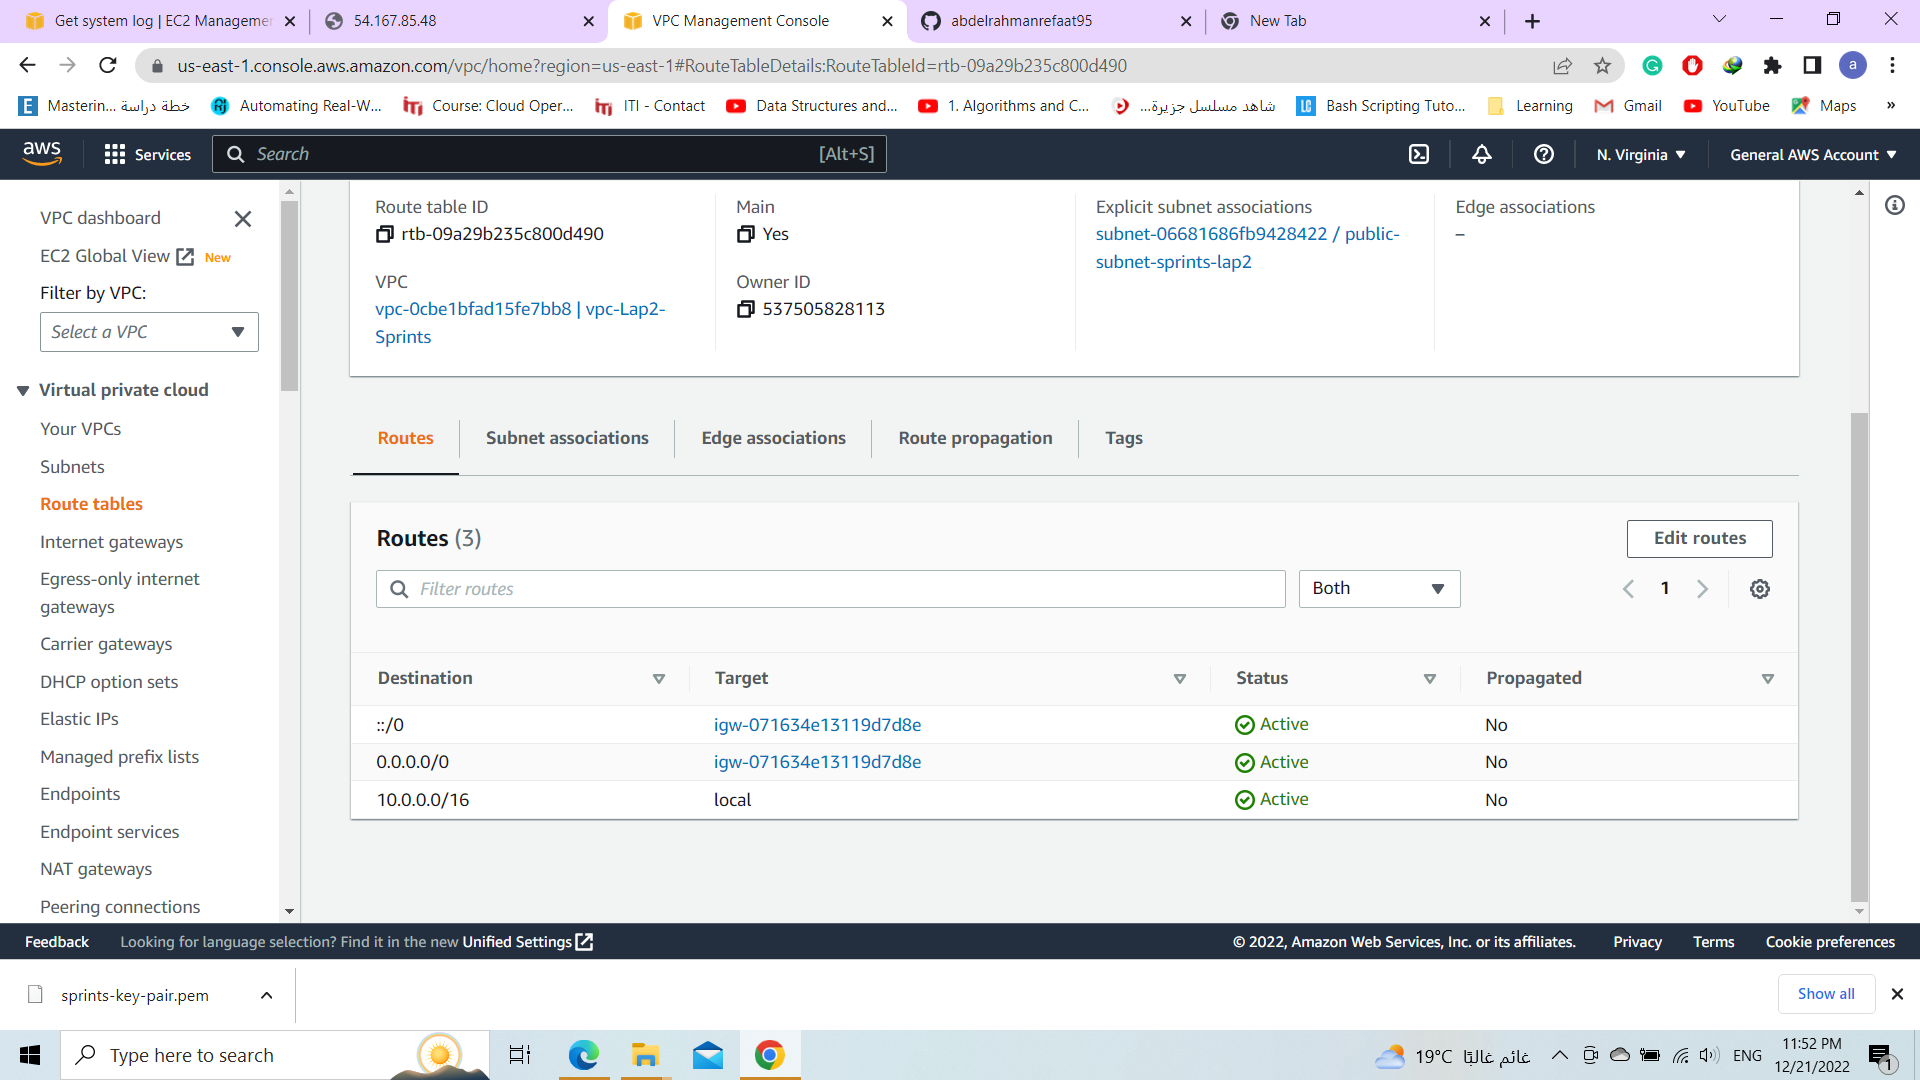 Get system log | EC2 Managemer
54.167.85.48
VPC Management Console
abdelrahmanrefaat95
New Tab
us-east-1.console.aws.amazon.com/vpc/home?region=us-east-1#RouteTableDetails:RouteTableId=rtb-09a29b235c800d490
a
Masterin... خطة دراسة
Automating Real-W...
Course: Cloud Oper...
ITI - Contact
Data Structures and...
1. Algorithms and C...
شاهد مسلسل جزيرة...
LC
Bash Scripting Tuto...
Learning
Gmail
YouTube
Maps
»
aws
Services
Search
[Alt+S]
N. Virginia
General AWS Account
VPC dashboard
EC2 Global View
New
Filter by VPC:
Select a VPC
Virtual private cloud
Your VPCs
Subnets
Route tables
Internet gateways
Egress-only internet
gateways
Carrier gateways
DHCP option sets
Elastic IPs
Managed prefix lists
Endpoints
Endpoint services
NAT gateways
Peering connections
Route table ID
rtb-09a29b235c800d490
Main
Yes
Explicit subnet associations
subnet-06681686fb9428422 / public-
subnet-sprints-lap2
Edge associations
–
VPC
vpc-0cbe1bfad15fe7bb8 | vpc-Lap2-
Sprints
Owner ID
537505828113
Routes
Subnet associations
Edge associations
Route propagation
Tags
Routes (3)
Edit routes
Filter routes
Both
1
Destination
Target
Status
Propagated
::/0
igw-071634e13119d7d8e
Active
No
0.0.0.0/0
igw-071634e13119d7d8e
Active
No
10.0.0.0/16
local
Active
No
Feedback
Looking for language selection? Find it in the new Unified Settings
© 2022, Amazon Web Services, Inc. or its affiliates.
Privacy
Terms
Cookie preferences
sprints-key-pair.pem
Show all
Type here to search
19°C غائم غالبًا
ENG
11:52 PM
12/21/2022
1